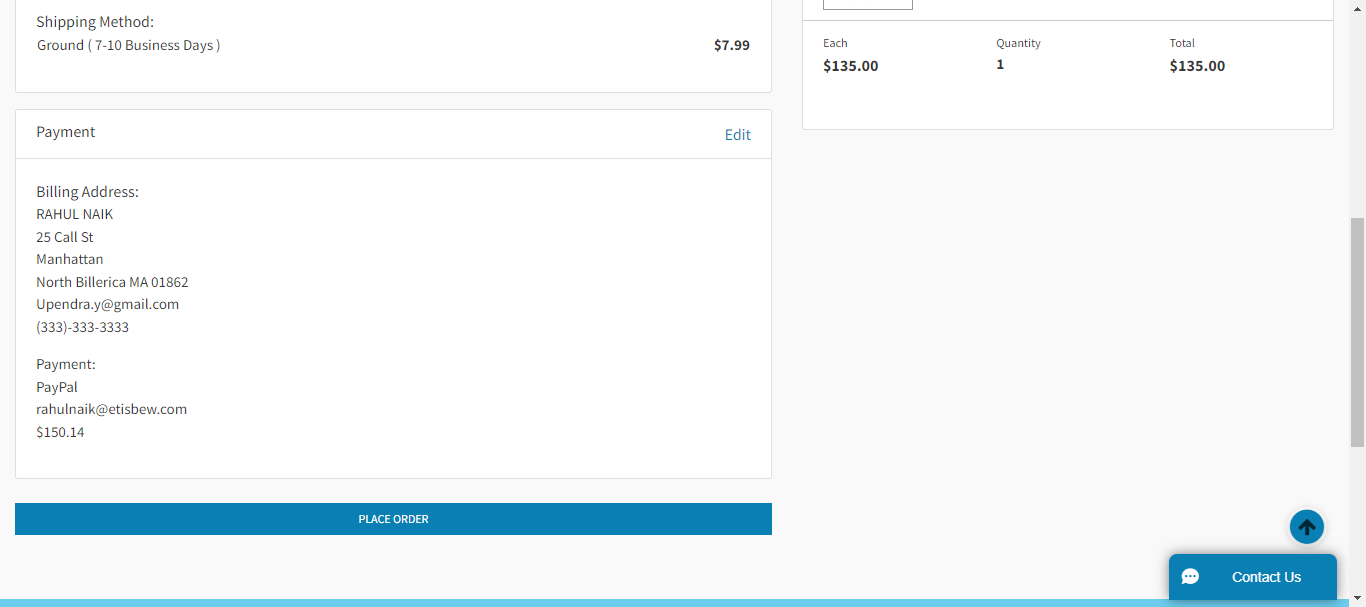 Shipping Method:
Ground ( 7-10 Business Days ) $7.99
Payment Edit
Billing Address:
RAHUL NAIK
25 Call St
Manhattan
North Billerica MA 01862
Upendra.y@gmail.com
(333)-333-3333
Payment:
PayPal
rahulnaik@etisbew.com
$150.14
PLACE ORDER
Each Quantity Total
$135.00 1 $135.00
Contact Us